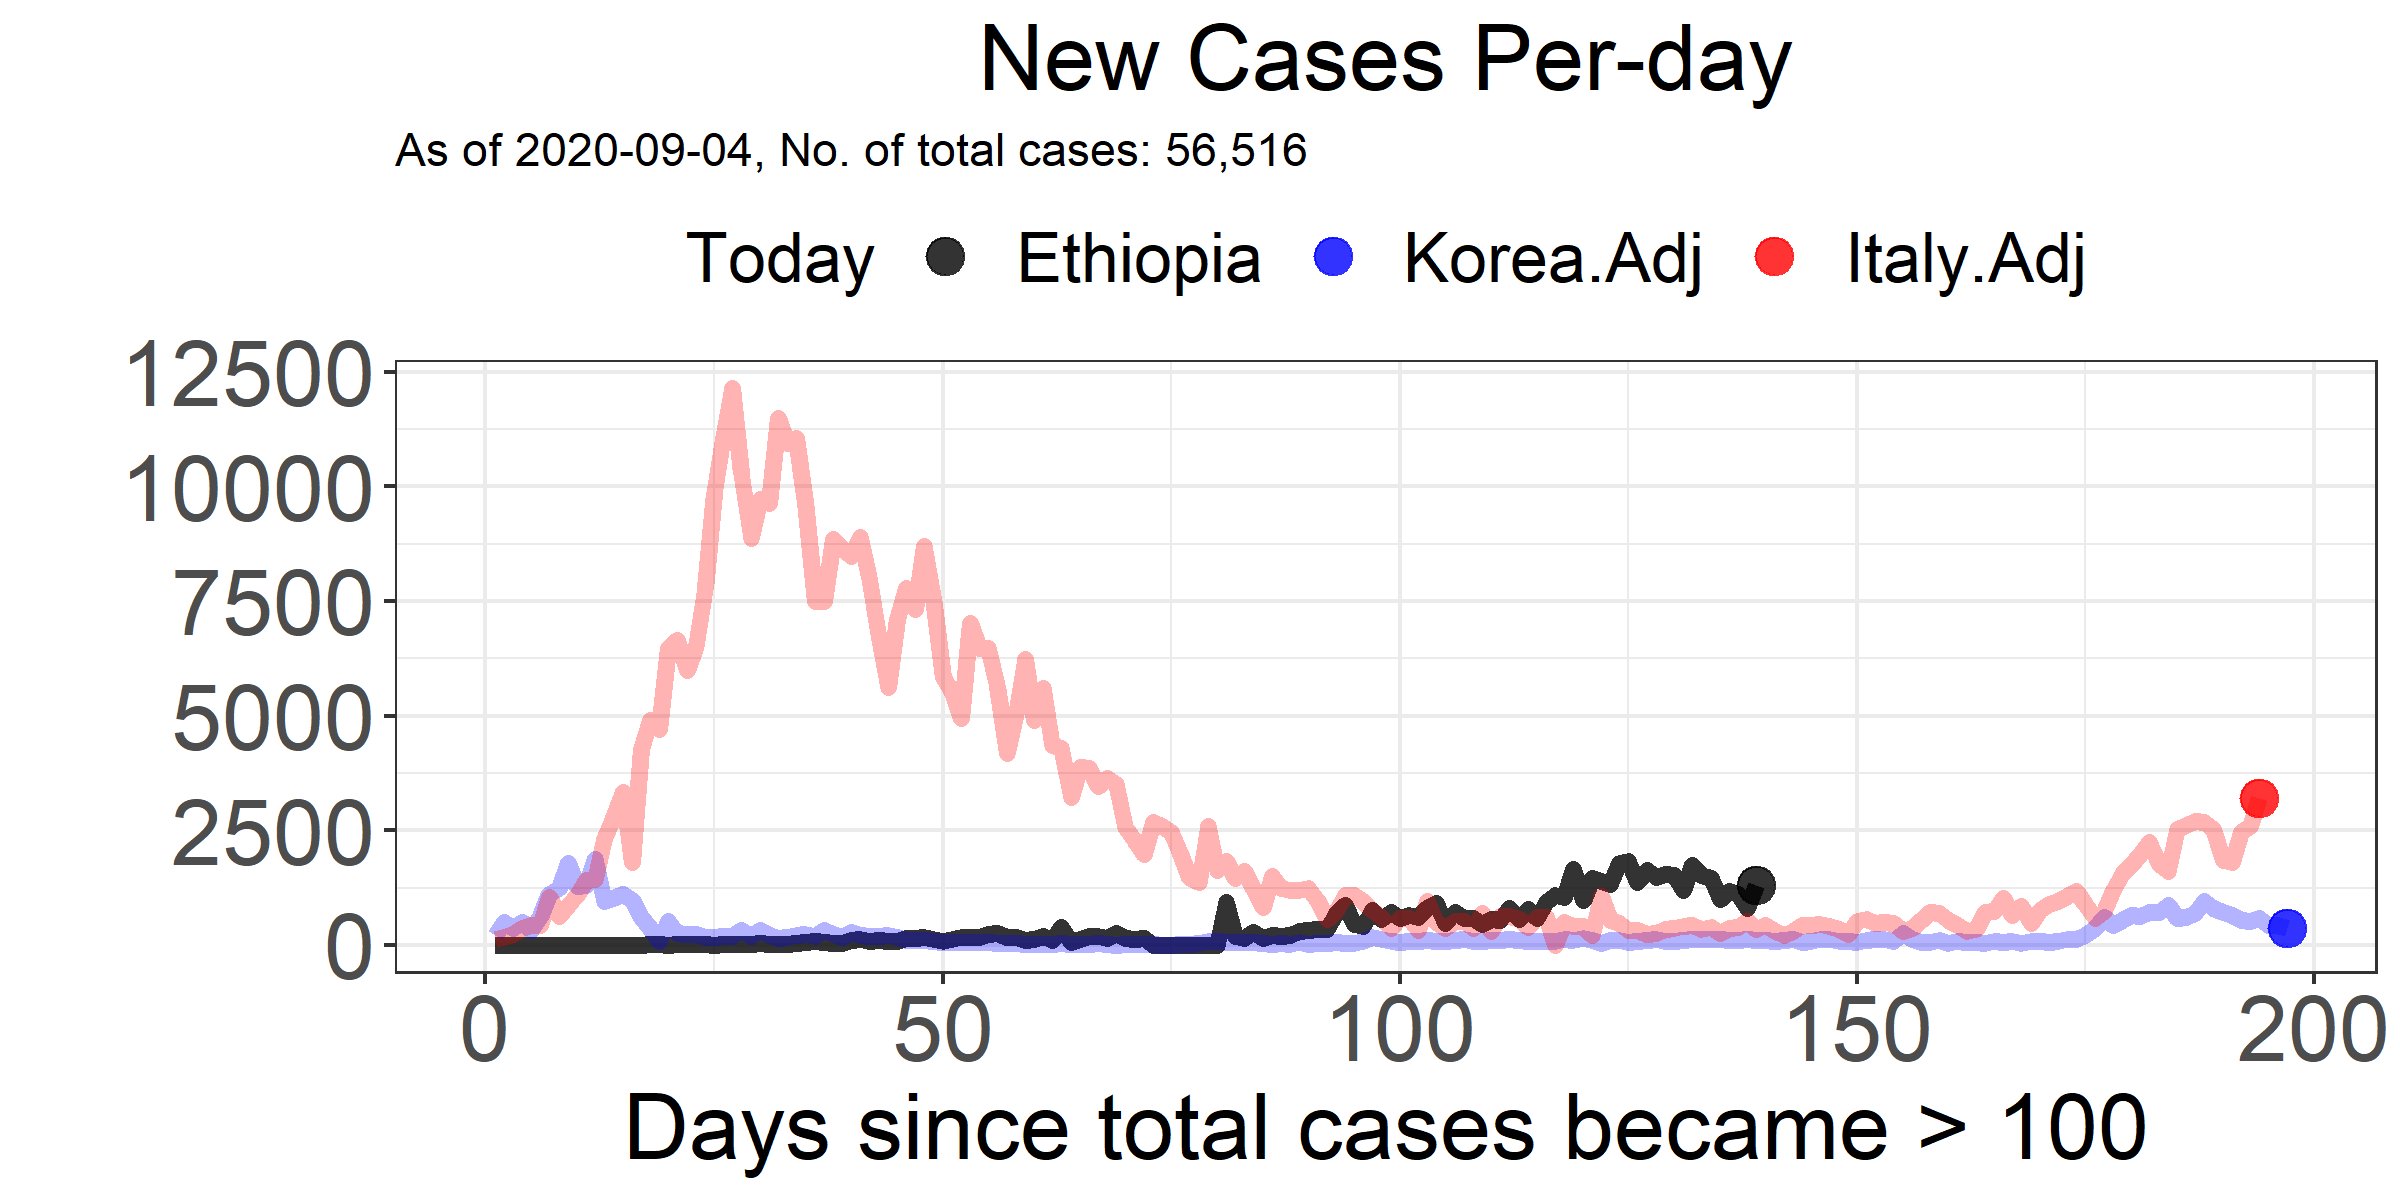 New Cases Per-day
As of 2020-09-04, No. of total cases: 56,516
Today Ethiopia Korea.Adj Italy.Adj
12500
10000
7500
5000
2500
0
0 50 100 150 200
Days since total cases became > 100